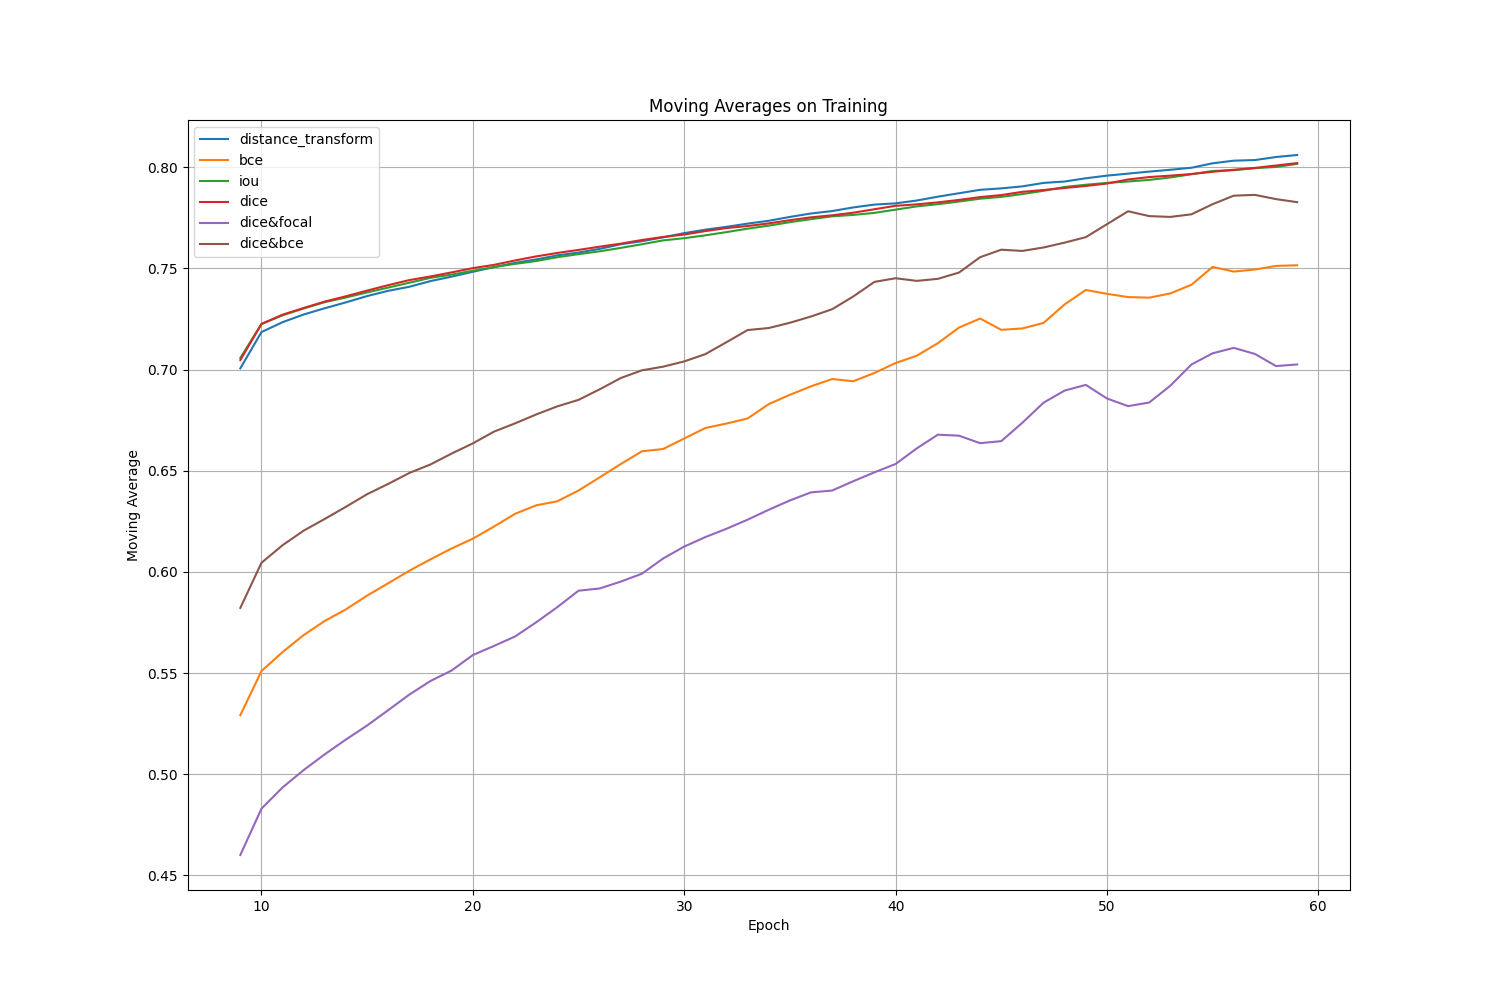 Moving Averages on Training
distance_transform
bce
iou
dice
dice&focal
dice&bce
0.80
0.75
0.70
0.65
0.60
0.55
0.50
0.45
Moving Average
10 20 30 40 50 60
Epoch